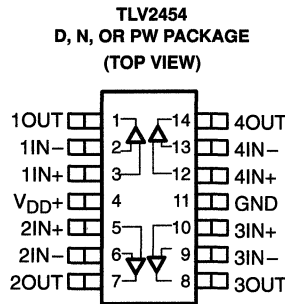 TLV2454
D, N, OR PW PACKAGE
(TOP VIEW)
1OUT 1 14 4OUT
1IN− 2 13 4IN−
1IN+ 3 12 4IN+
VDD+ 4 11 GND
2IN+ 5 10 3IN+
2IN− 6 9 3IN−
2OUT 7 8 3OUT